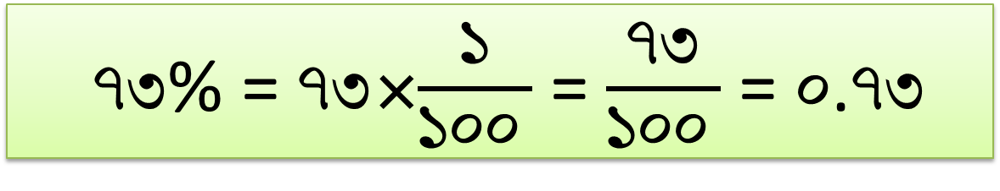 ৭৩% = ৭৩×১/১০০ = ৭৩/১০০ = ০.৭৩